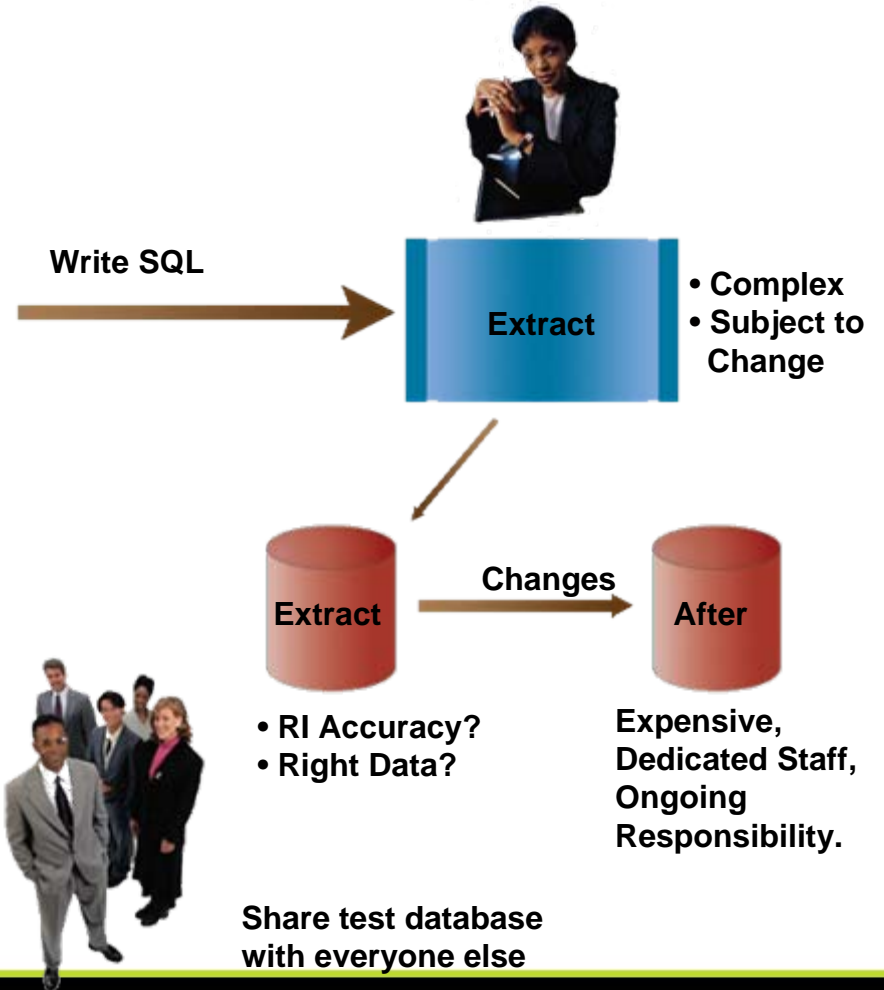 Write SQL
Extract
• Complex
• Subject to
Change
Changes
Extract
After
• RI Accuracy?
• Right Data?
Expensive,
Dedicated Staff,
Ongoing
Responsibility.
Share test database
with everyone else